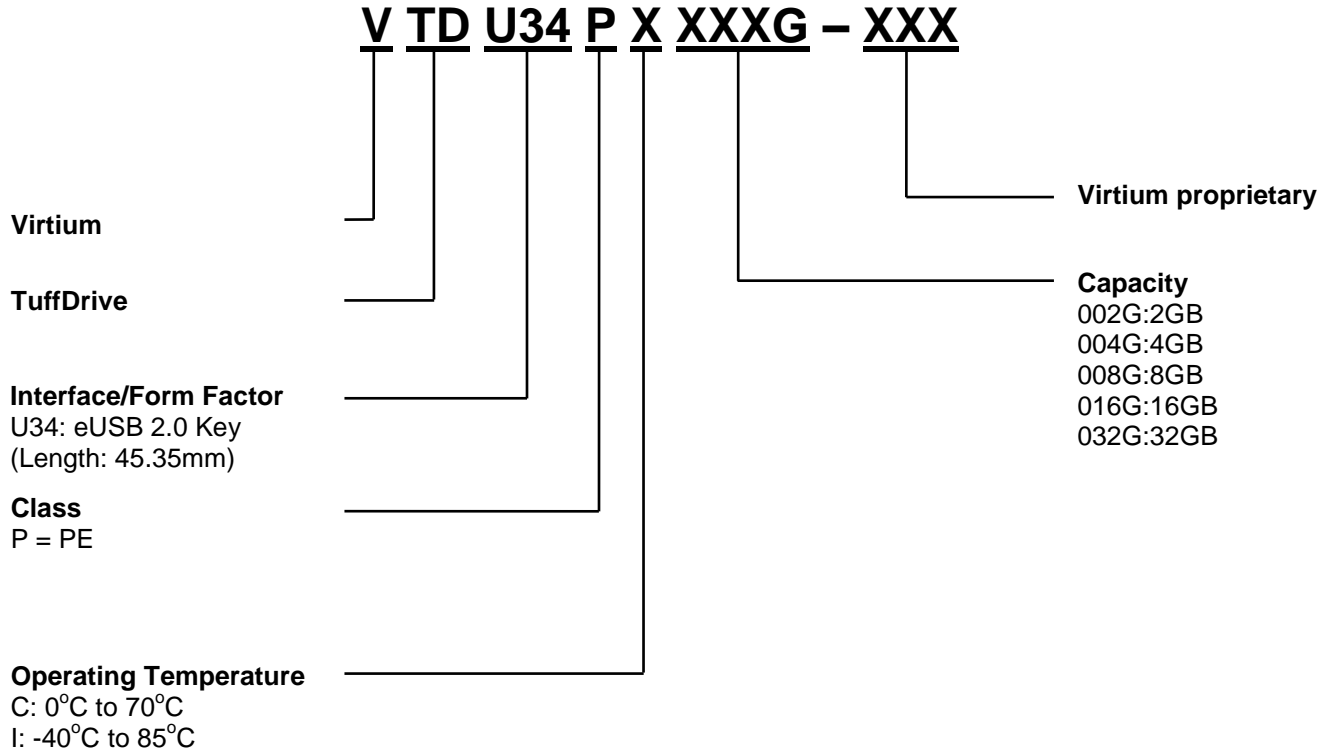 V TD U34 P X XXXG – XXX
Virtium
TuffDrive
Interface/Form Factor
U34: eUSB 2.0 Key
(Length: 45.35mm)
Class
P = PE
Operating Temperature
C: 0°C to 70°C
I: -40°C to 85°C
Virtium proprietary
Capacity
002G:2GB
004G:4GB
008G:8GB
016G:16GB
032G:32GB